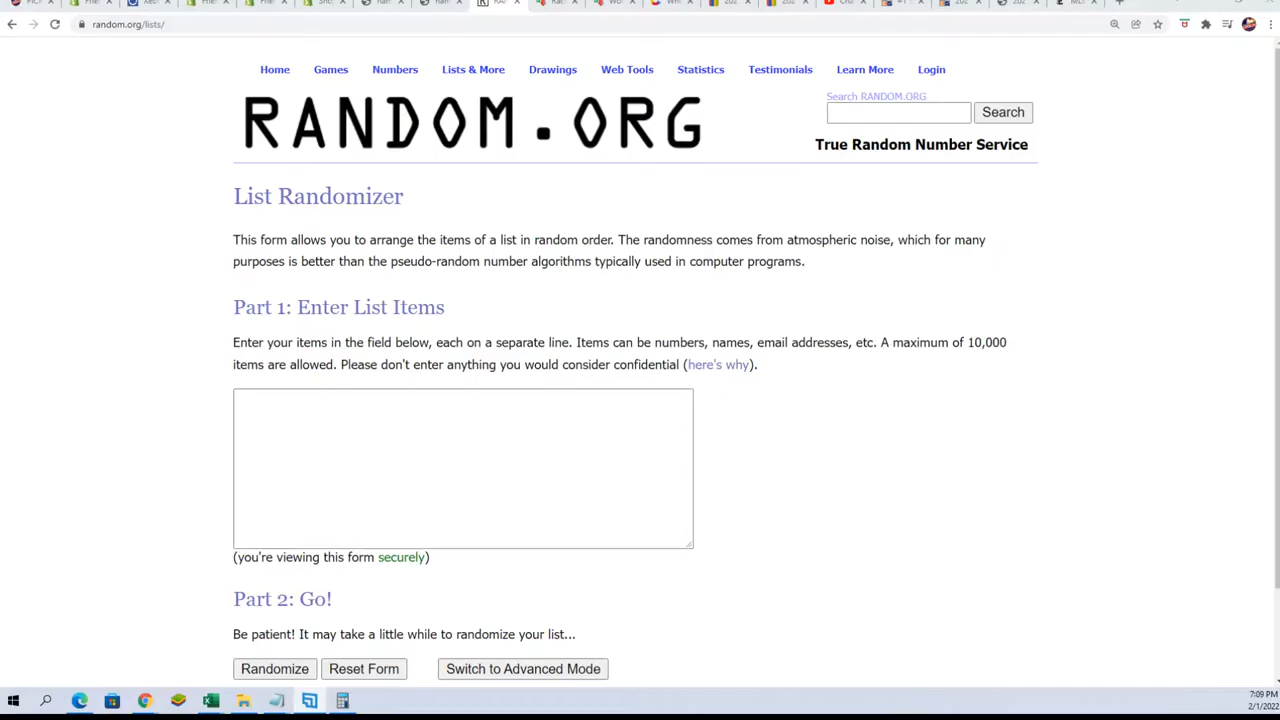 random.org/lists/
Home Games Numbers Lists & More Drawings Web Tools Statistics Testimonials Learn More Login
RANDOM.ORG
Search RANDOM.ORG
Search
True Random Number Service
List Randomizer
This form allows you to arrange the items of a list in random order. The randomness comes from atmospheric noise, which for many
purposes is better than the pseudo-random number algorithms typically used in computer programs.
Part 1: Enter List Items
Enter your items in the field below, each on a separate line. Items can be numbers, names, email addresses, etc. A maximum of 10,000
items are allowed. Please don't enter anything you would consider confidential (here's why).
(you're viewing this form securely)
Part 2: Go!
Be patient! It may take a little while to randomize your list...
Randomize Reset Form Switch to Advanced Mode
7:09 PM
2/1/2022